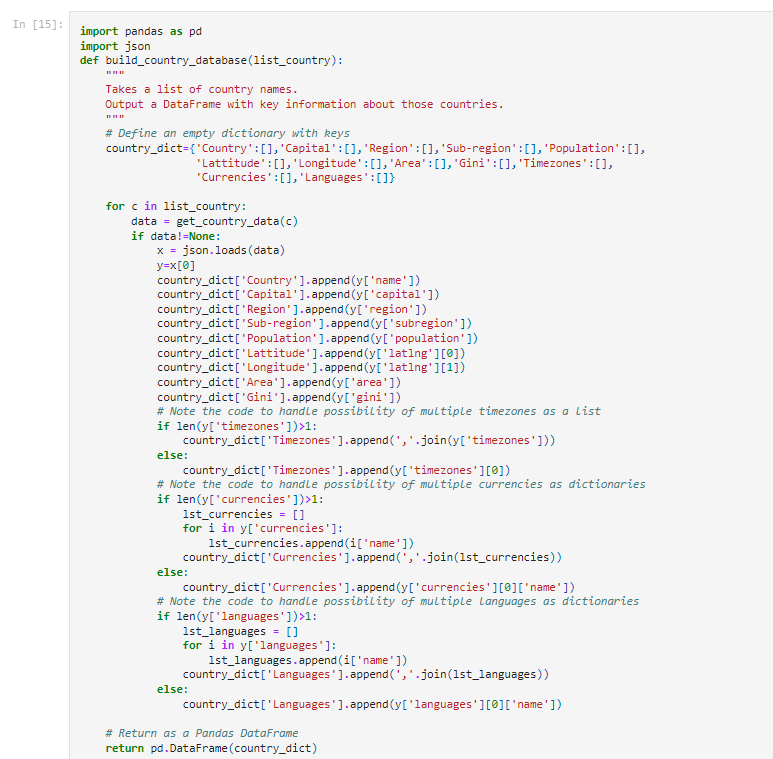 In [15]:
import pandas as pd
import json
def build_country_database(list_country):
    """
    Takes a list of country names.
    Output a DataFrame with key information about those countries.
    """
    # Define an empty dictionary with keys
    country_dict={'Country':[],'Capital':[],'Region':[],'Sub-region':[],'Population':[],
                  'Lattitude':[],'Longitude':[],'Area':[],'Gini':[],'Timezones':[],
                  'Currencies':[],'Languages':[]}

    for c in list_country:
        data = get_country_data(c)
        if data!=None:
            x = json.loads(data)
            y=x[0]
            country_dict['Country'].append(y['name'])
            country_dict['Capital'].append(y['capital'])
            country_dict['Region'].append(y['region'])
            country_dict['Sub-region'].append(y['subregion'])
            country_dict['Population'].append(y['population'])
            country_dict['Lattitude'].append(y['latlng'][0])
            country_dict['Longitude'].append(y['latlng'][1])
            country_dict['Area'].append(y['area'])
            country_dict['Gini'].append(y['gini'])
            # Note the code to handle possibility of multiple timezones as a list
            if len(y['timezones'])>1:
                country_dict['Timezones'].append(','.join(y['timezones']))
            else:
                country_dict['Timezones'].append(y['timezones'][0])
            # Note the code to handle possibility of multiple currencies as dictionaries
            if len(y['currencies'])>1:
                lst_currencies = []
                for i in y['currencies']:
                    lst_currencies.append(i['name'])
                country_dict['Currencies'].append(','.join(lst_currencies))
            else:
                country_dict['Currencies'].append(y['currencies'][0]['name'])
            # Note the code to handle possibility of multiple languages as dictionaries
            if len(y['languages'])>1:
                lst_languages = []
                for i in y['languages']:
                    lst_languages.append(i['name'])
                country_dict['Languages'].append(','.join(lst_languages))
            else:
                country_dict['Languages'].append(y['languages'][0]['name'])

    # Return as a Pandas DataFrame
    return pd.DataFrame(country_dict)